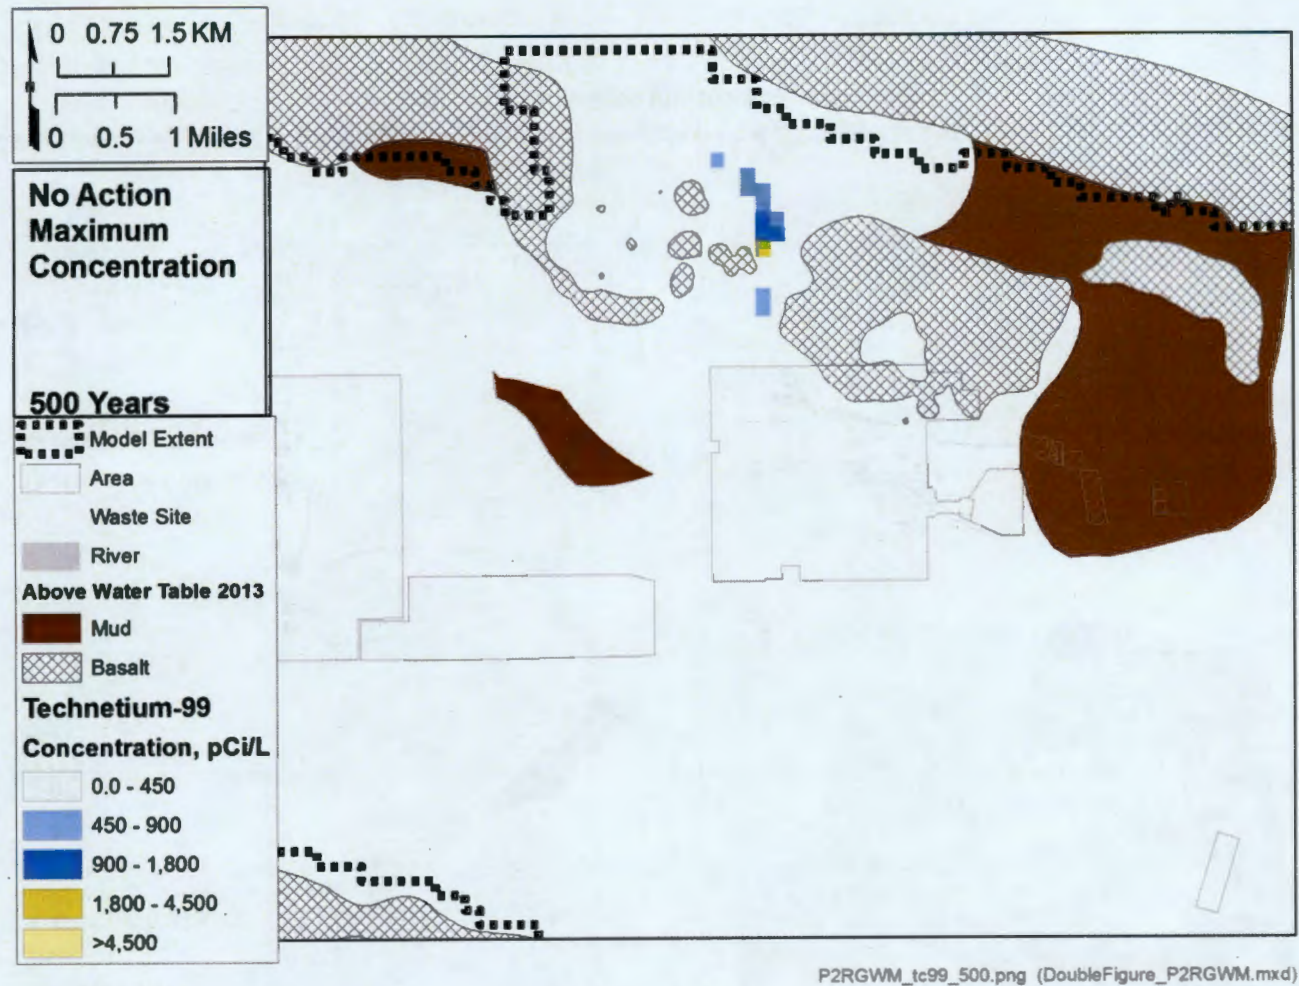 0 0.75 1.5 KM
0 0.5 1 Miles
No Action
Maximum
Concentration
500 Years
Model Extent
Area
Waste Site
River
Above Water Table 2013
Mud
Basalt
Technetium-99
Concentration, pCi/L
0.0 - 450
450 - 900
900 - 1,800
1,800 - 4,500
>4,500
P2RGWM_tc99_500.png (DoubleFigure_P2RGWM.mxd)